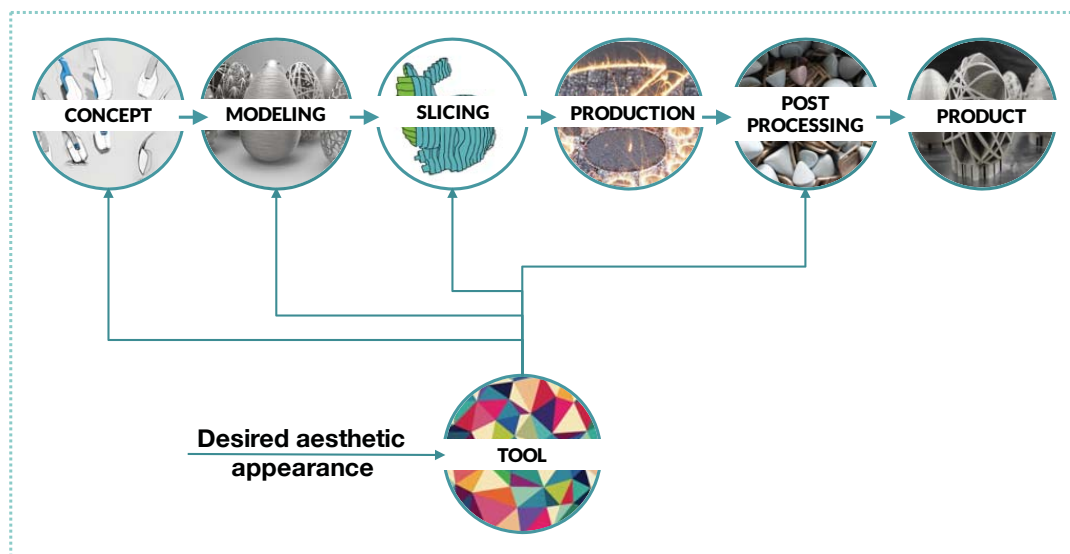 CONCEPT
MODELING
SLICING
PRODUCTION
POST
PROCESSING
PRODUCT
Desired aesthetic
appearance
TOOL